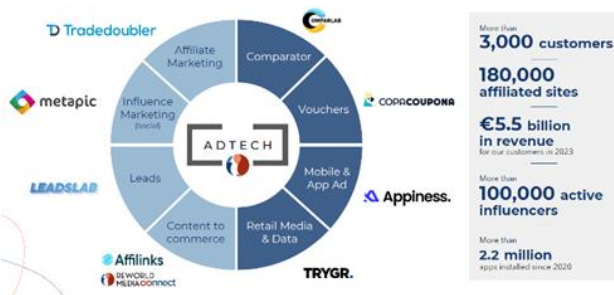 COMPARLAB
Tradedoubler
Affiliate
Marketing
Comparator
metapic
Influence
Marketing
(Social)
Vouchers
COPACOUPONA
ADTECH
LEADSLAB
Leads
Mobile &
App Ad
Appiness.
Content to
commerce
Retail Media
& Data
Affilinks
REWORLD
MEDIACONNECT
TRYGR.
More than
3,000 customers
180,000
affiliated sites
€5.5 billion
in revenue
for our customers in 2023
More than
100,000 active
influencers
More than
2.2 million
apps installed since 2020